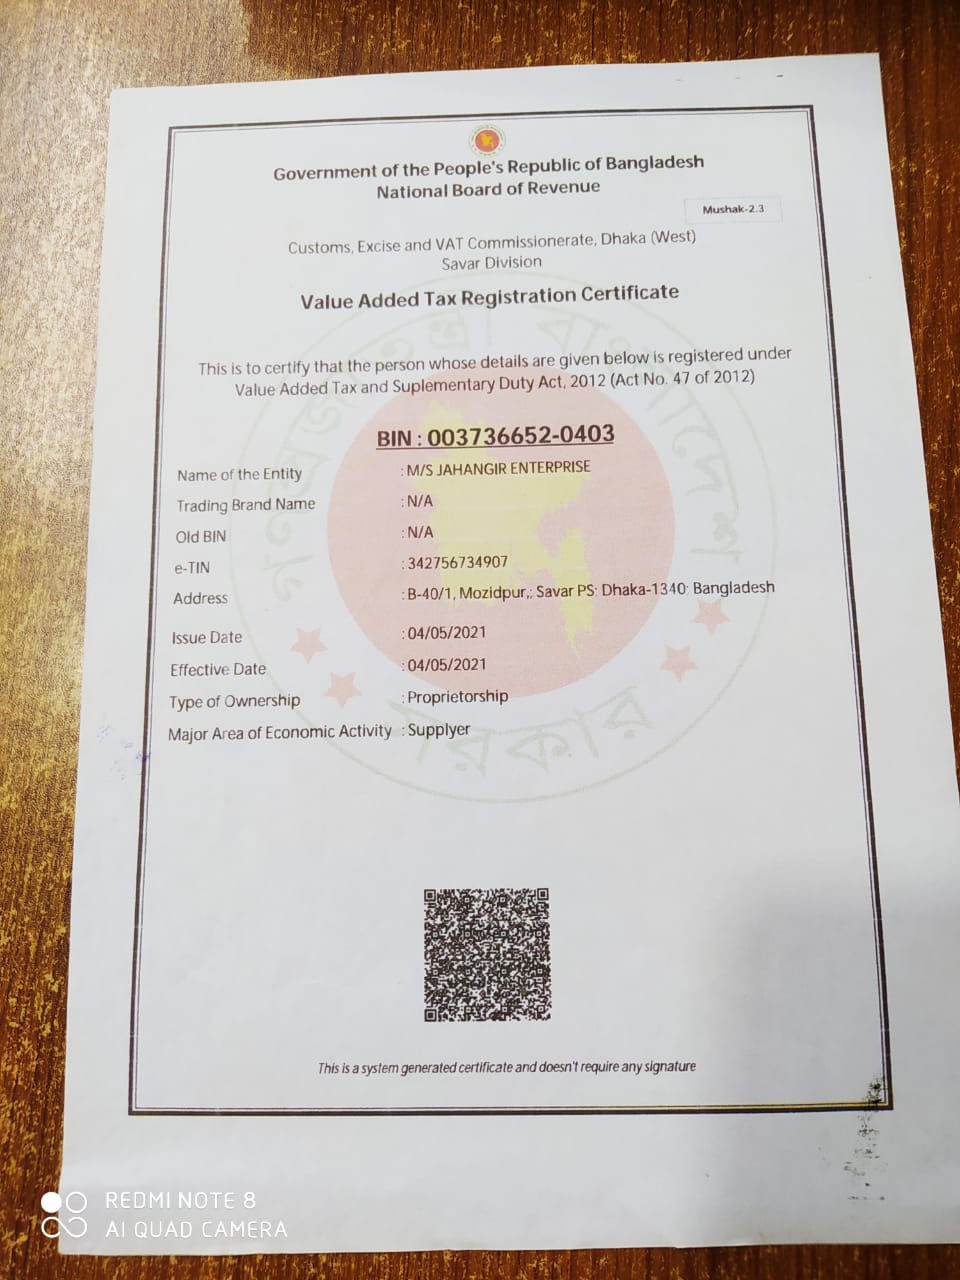 Government of the People's Republic of Bangladesh
National Board of Revenue
Mushak-2.3
Customs, Excise and VAT Commissionerate, Dhaka (West)
Savar Division
Value Added Tax Registration Certificate
This is to certify that the person whose details are given below is registered under
Value Added Tax and Suplementary Duty Act, 2012 (Act No. 47 of 2012)
BIN : 003736652-0403
Name of the Entity : M/S JAHANGIR ENTERPRISE
Trading Brand Name : N/A
Old BIN : N/A
e-TIN : 342756734907
Address : B-40/1, Mozidpur,; Savar PS; Dhaka-1340; Bangladesh
Issue Date : 04/05/2021
Effective Date : 04/05/2021
Type of Ownership : Proprietorship
Major Area of Economic Activity : Supplyer
গণপ্রজাতন্ত্রী বাংলাদেশ
সরকার
This is a system generated certificate and doesn't require any signature
REDMI NOTE 8
AI QUAD CAMERA